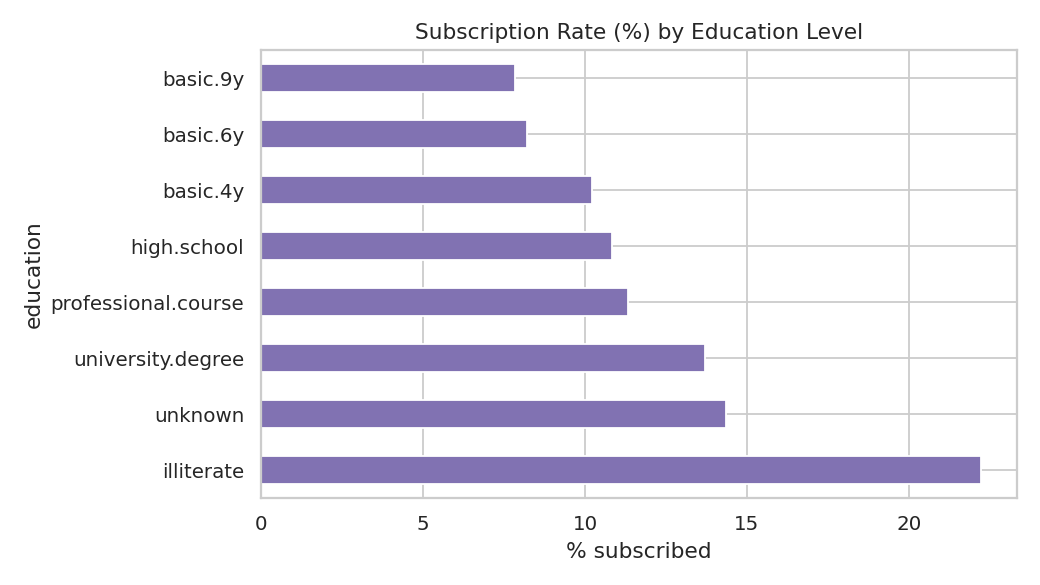 Subscription Rate (%) by Education Level
education
basic.9y
basic.6y
basic.4y
high.school
professional.course
university.degree
unknown
illiterate
0 5 10 15 20
% subscribed